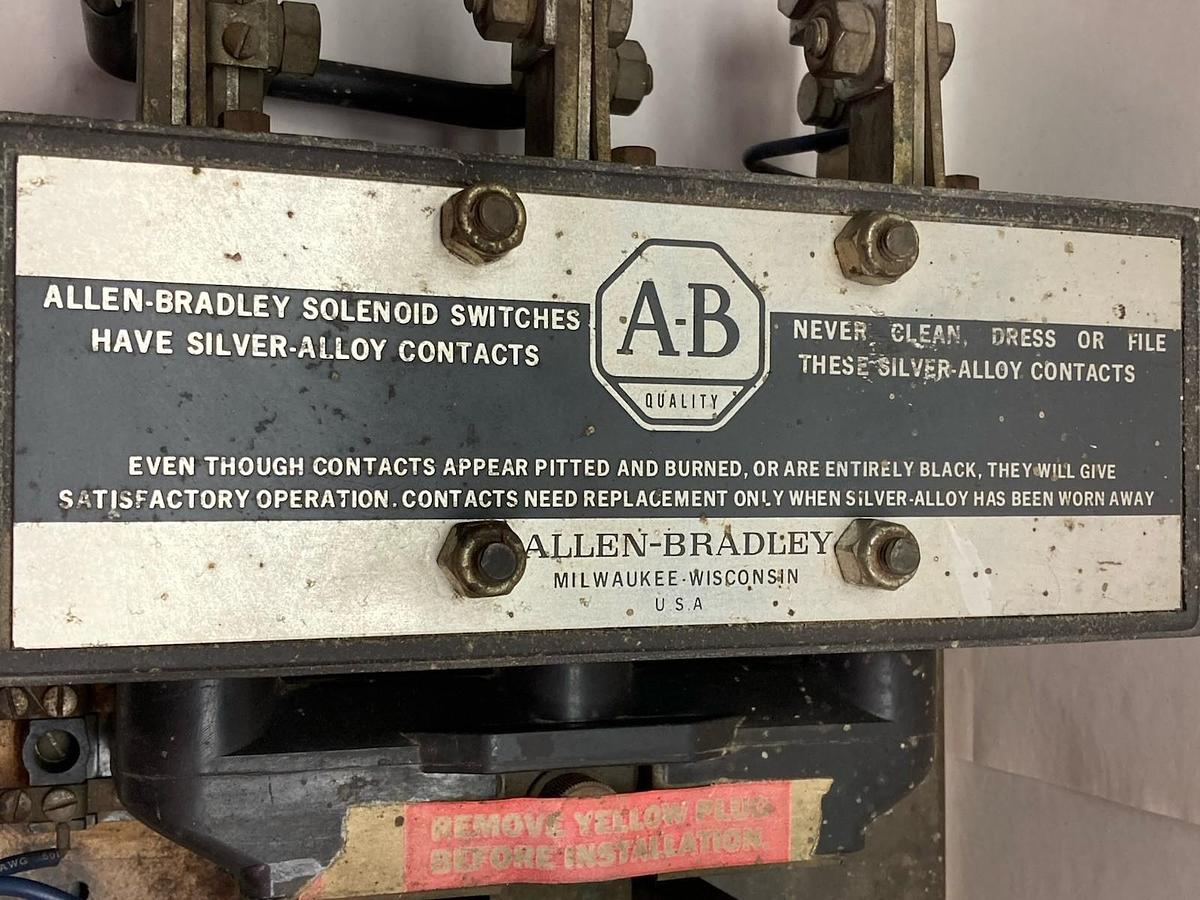 ALLEN-BRADLEY SOLENOID SWITCHES
HAVE SILVER-ALLOY CONTACTS
A-B
QUALITY
NEVER CLEAN, DRESS OR FILE
THESE SILVER-ALLOY CONTACTS
EVEN THOUGH CONTACTS APPEAR PITTED AND BURNED, OR ARE ENTIRELY BLACK, THEY WILL GIVE
SATISFACTORY OPERATION. CONTACTS NEED REPLACEMENT ONLY WHEN SILVER-ALLOY HAS BEEN WORN AWAY
ALLEN-BRADLEY
MILWAUKEE-WISCONSIN
U S A
REMOVE YELLOW PLUG
BEFORE INSTALLATION.
AWG